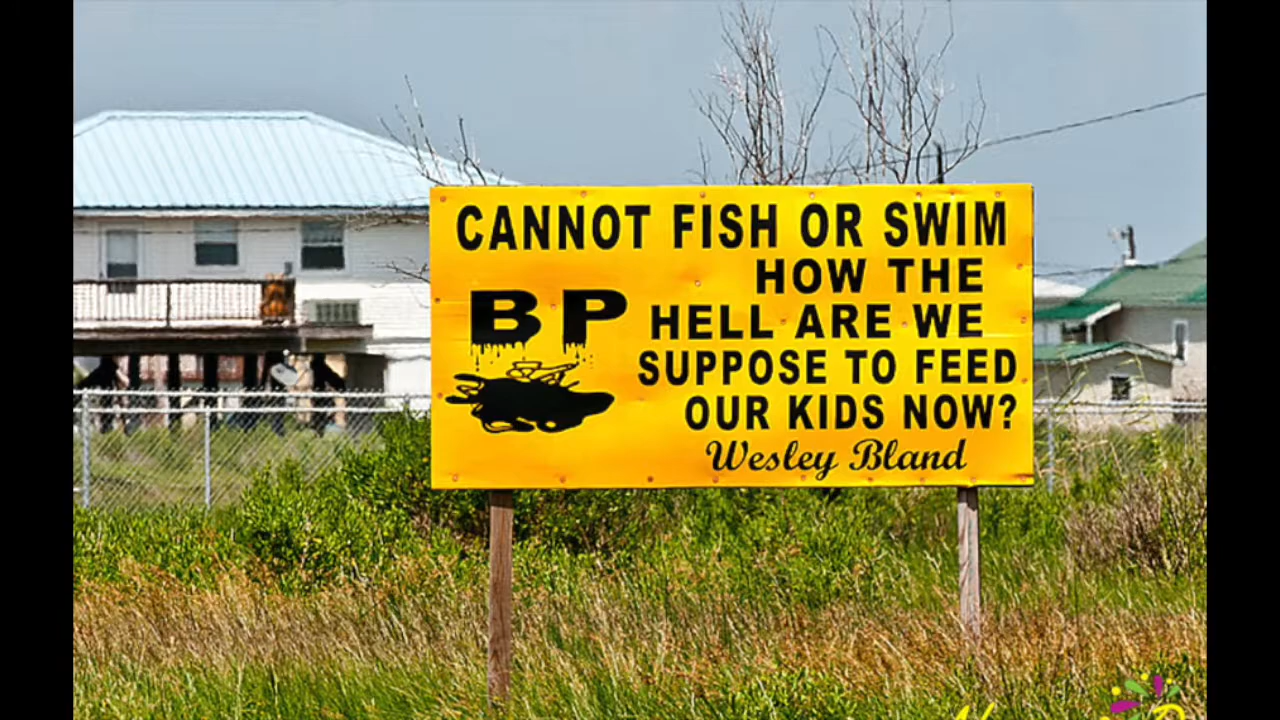 CANNOT FISH OR SWIM
HOW THE
BP HELL ARE WE
SUPPOSE TO FEED
OUR KIDS NOW?
Wesley Bland